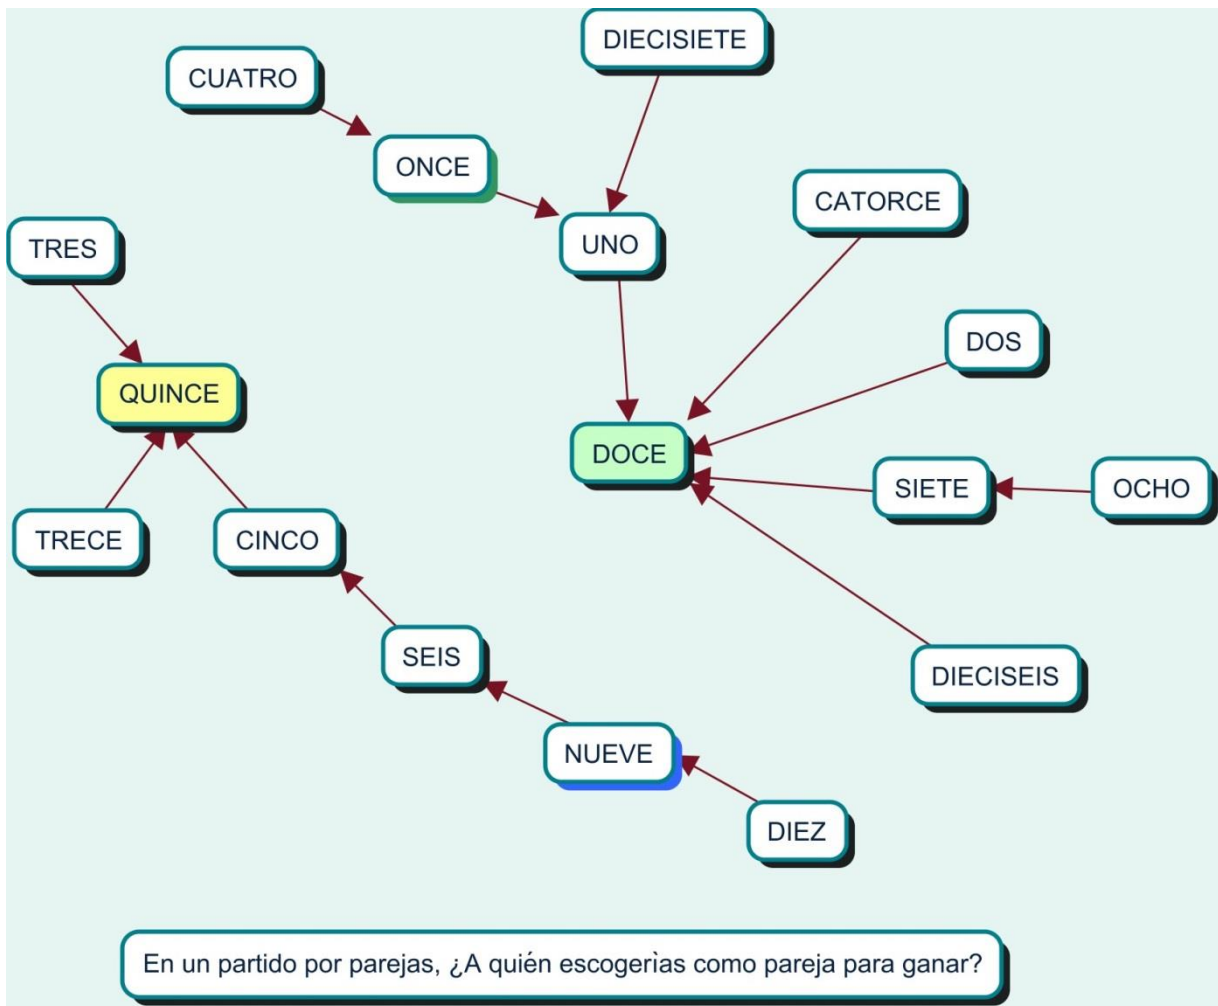 DIECISIETE
CUATRO
ONCE
CATORCE
UNO
TRES
DOS
QUINCE
DOCE
SIETE
OCHO
TRECE
CINCO
SEIS
DIECISEIS
NUEVE
DIEZ
En un partido por parejas, ¿A quién escogerìas como pareja para ganar?